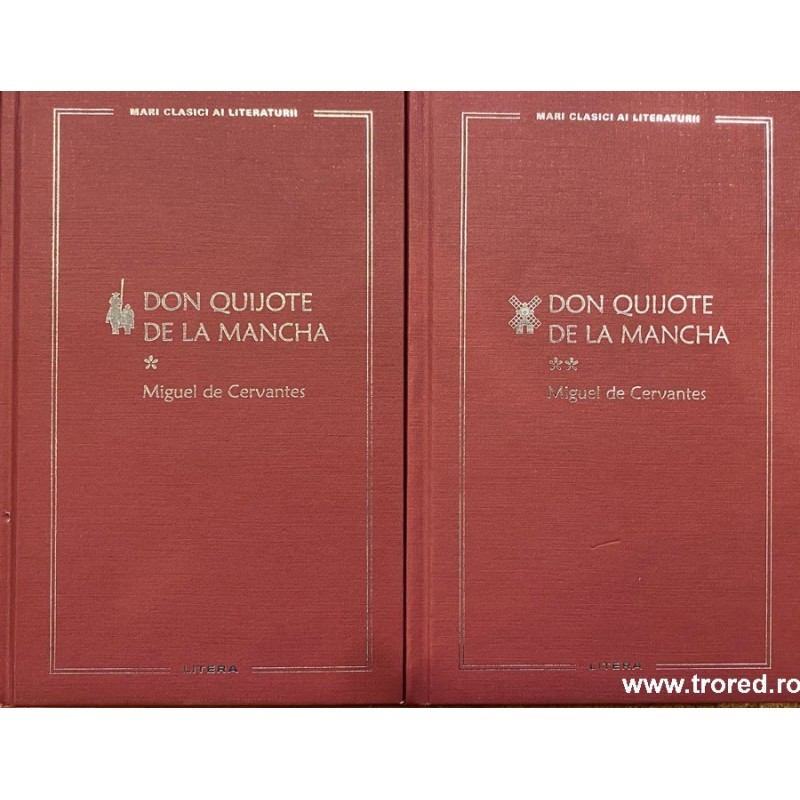 MARI CLASICI AI LITERATURII
DON QUIJOTE
DE LA MANCHA
*
Miguel de Cervantes
LITERA
MARI CLASICI AI LITERATURII
DON QUIJOTE
DE LA MANCHA
**
Miguel de Cervantes
LITERA
www.trored.ro